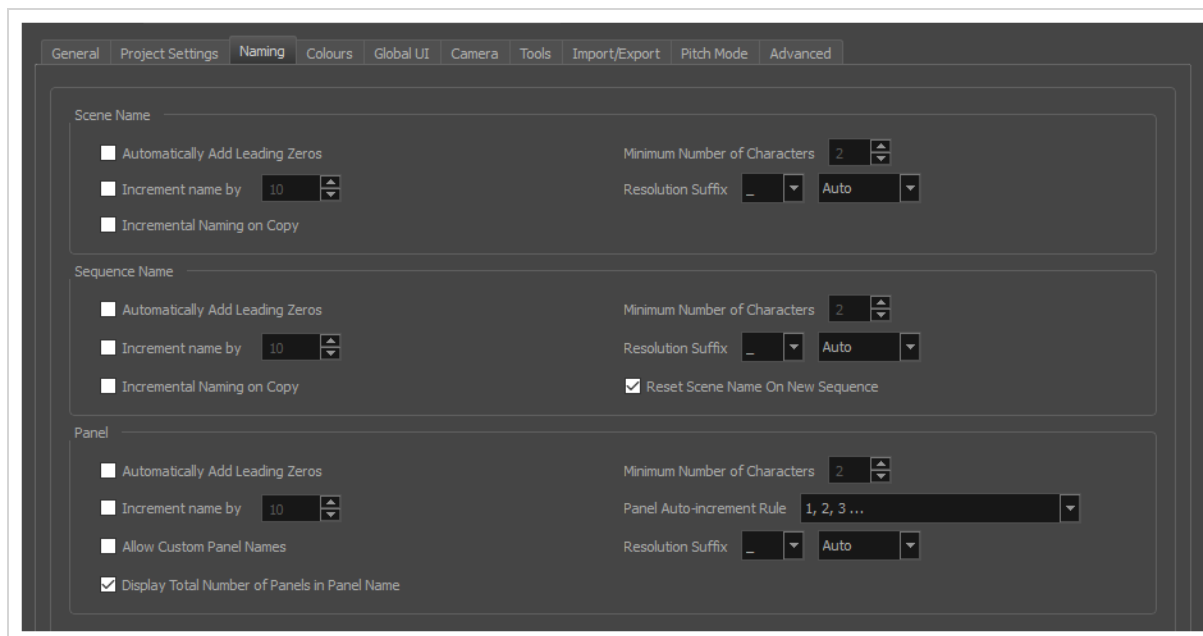 General Project Settings Naming Colours Global UI Camera Tools Import/Export Pitch Mode Advanced
Scene Name
Automatically Add Leading Zeros Minimum Number of Characters 2
Increment name by 10 Resolution Suffix _ Auto
Incremental Naming on Copy
Sequence Name
Automatically Add Leading Zeros Minimum Number of Characters 2
Increment name by 10 Resolution Suffix _ Auto
Incremental Naming on Copy Reset Scene Name On New Sequence
Panel
Automatically Add Leading Zeros Minimum Number of Characters 2
Increment name by 10 Panel Auto-increment Rule 1, 2, 3 ...
Allow Custom Panel Names Resolution Suffix _ Auto
Display Total Number of Panels in Panel Name